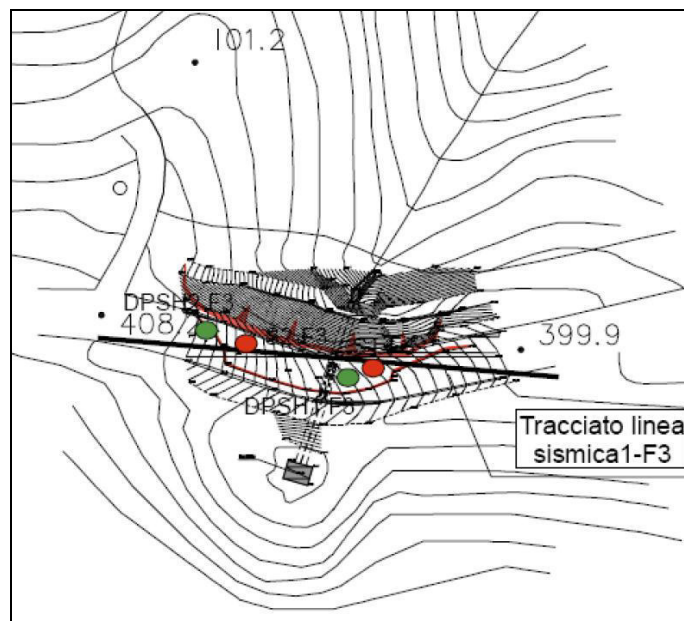 101.2
DPSH2 F3
408.
399.9
DPSH1 F3
Tracciato linea
sismica1-F3